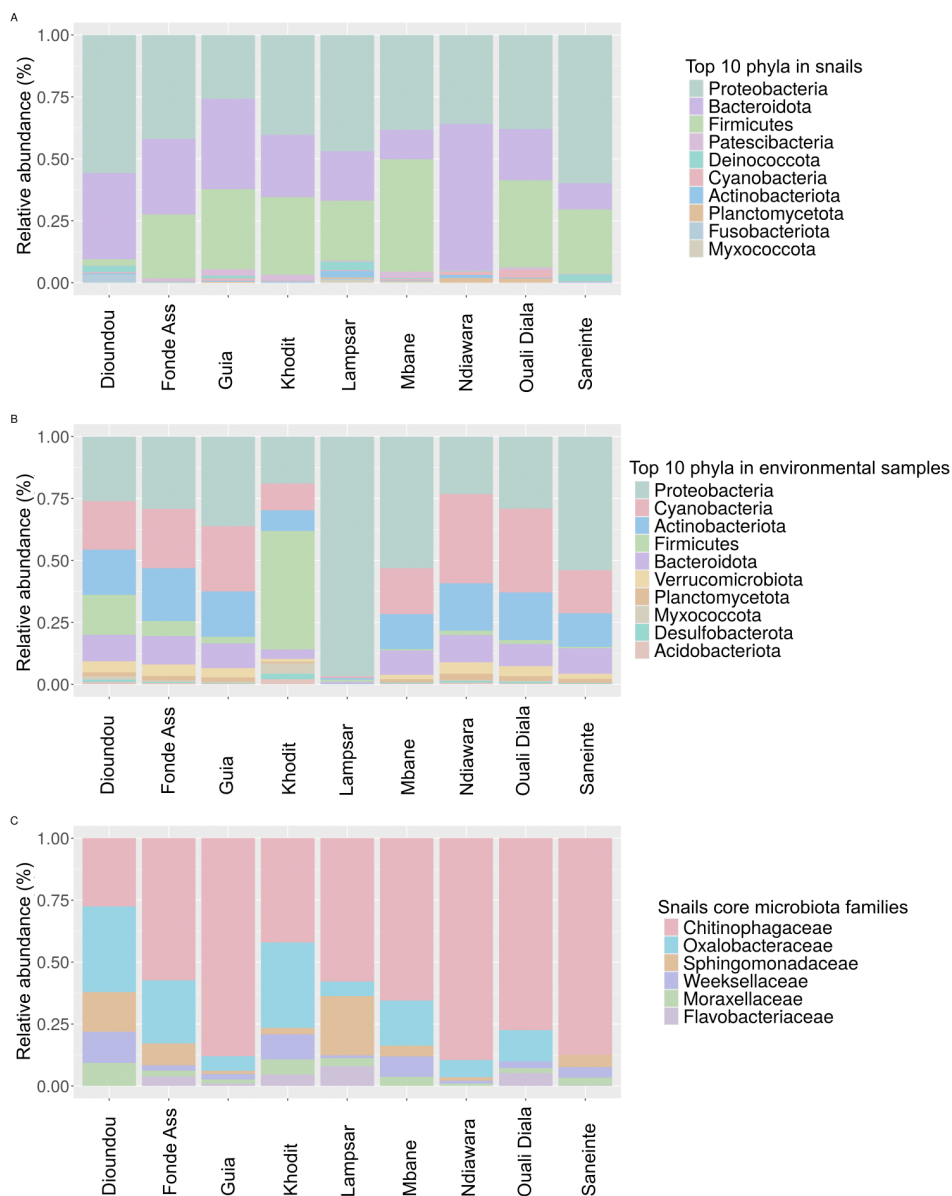 A
Relative abundance (%)
1.00
0.75
0.50
0.25
0.00
Dioundou
Fonde Ass
Guia
Khodit
Lampsar
Mbane
Ndiawara
Ouali Diala
Saneinte
Top 10 phyla in snails
Proteobacteria
Bacteroidota
Firmicutes
Patescibacteria
Deinococcota
Cyanobacteria
Actinobacteriota
Planctomycetota
Fusobacteriota
Myxococcota
B
Relative abundance (%)
1.00
0.75
0.50
0.25
0.00
Dioundou
Fonde Ass
Guia
Khodit
Lampsar
Mbane
Ndiawara
Ouali Diala
Saneinte
Top 10 phyla in environmental samples
Proteobacteria
Cyanobacteria
Actinobacteriota
Firmicutes
Bacteroidota
Verrucomicrobiota
Planctomycetota
Myxococcota
Desulfobacterota
Acidobacteriota
C
Relative abundance (%)
1.00
0.75
0.50
0.25
0.00
Dioundou
Fonde Ass
Guia
Khodit
Lampsar
Mbane
Ndiawara
Ouali Diala
Saneinte
Snails core microbiota families
Chitinophagaceae
Oxalobacteraceae
Sphingomonadaceae
Weeksellaceae
Moraxellaceae
Flavobacteriaceae